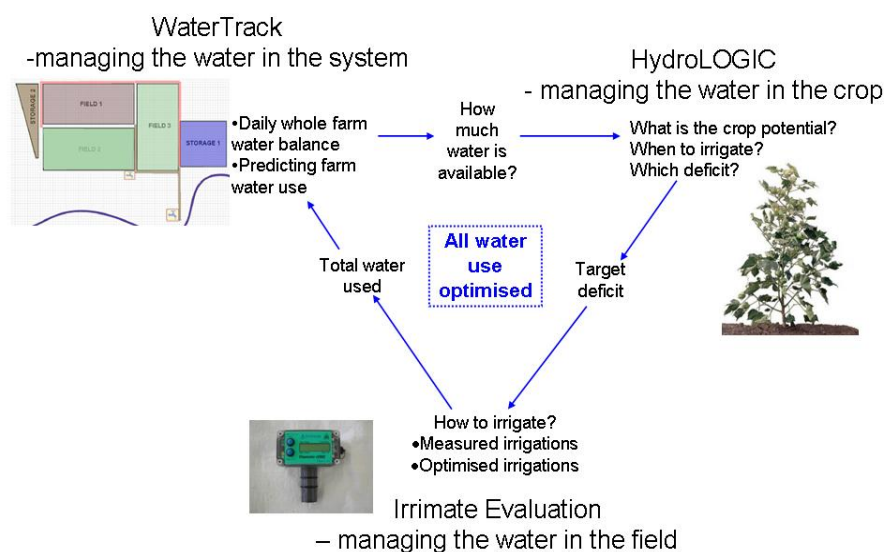 WaterTrack
-managing the water in the system
HydroLOGIC
- managing the water in the crop
STORAGE 2
FIELD 1
FIELD 2
FIELD 3
STORAGE 1
•Daily whole farm
water balance
•Predicting farm
water use
How
much
water is
available?
What is the crop potential?
When to irrigate?
Which deficit?
Total water
used
All water
use
optimised
Target
deficit
How to irrigate?
•Measured irrigations
•Optimised irrigations
Irrimate Evaluation
– managing the water in the field